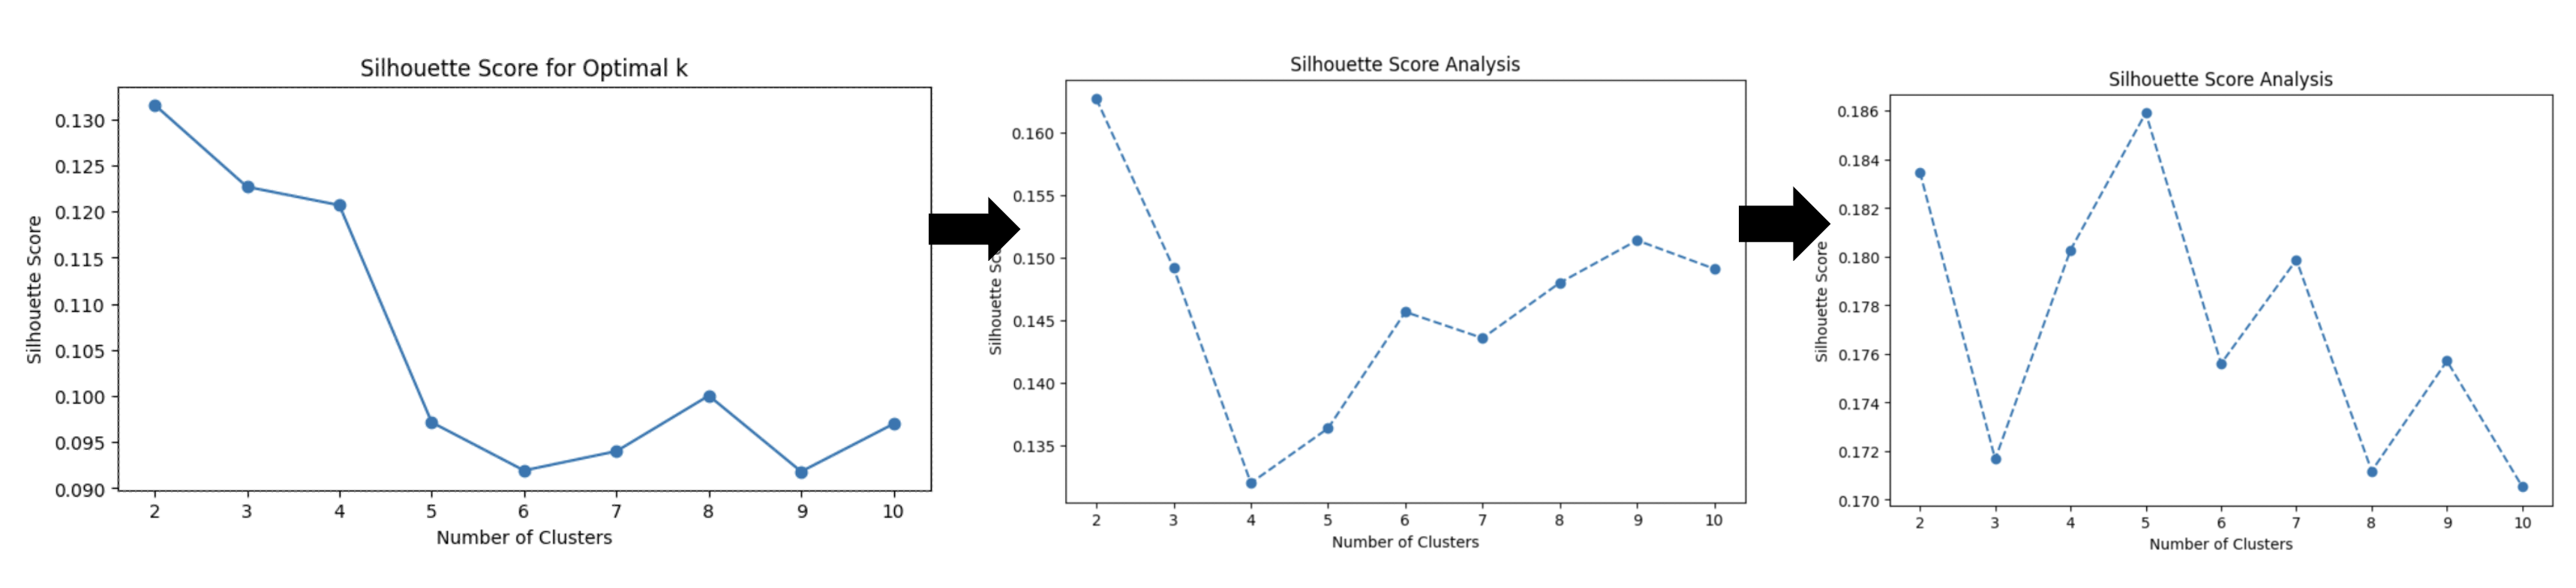 Silhouette Score for Optimal k
Silhouette Score
0.130
0.125
0.120
0.115
0.110
0.105
0.100
0.095
0.090
2 3 4 5 6 7 8 9 10
Number of Clusters
Silhouette Score Analysis
Silhouette Sc
0.160
0.155
0.150
0.145
0.140
0.135
2 3 4 5 6 7 8 9 10
Number of Clusters
Silhouette Score Analysis
Silhouette Score
0.186
0.184
0.182
0.180
0.178
0.176
0.174
0.172
0.170
2 3 4 5 6 7 8 9 10
Number of Clusters